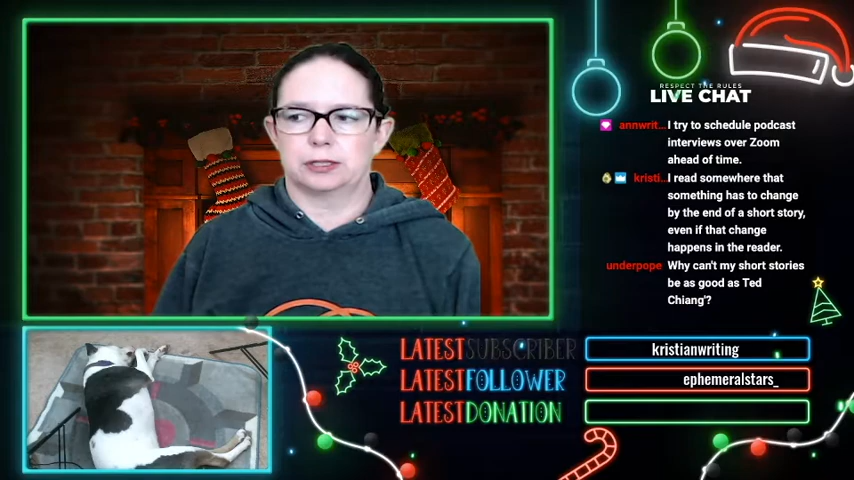 RESPECT THE RULES
LIVE CHAT
annwrit... I try to schedule podcast
interviews over Zoom
ahead of time.
kristi... I read somewhere that
something has to change
by the end of a short story,
even if that change
happens in the reader.
underpope Why can't my short stories
be as good as Ted
Chiang'?
LATEST SUBSCRIBER kristianwriting
LATEST FOLLOWER ephemeralstars_
LATEST DONATION